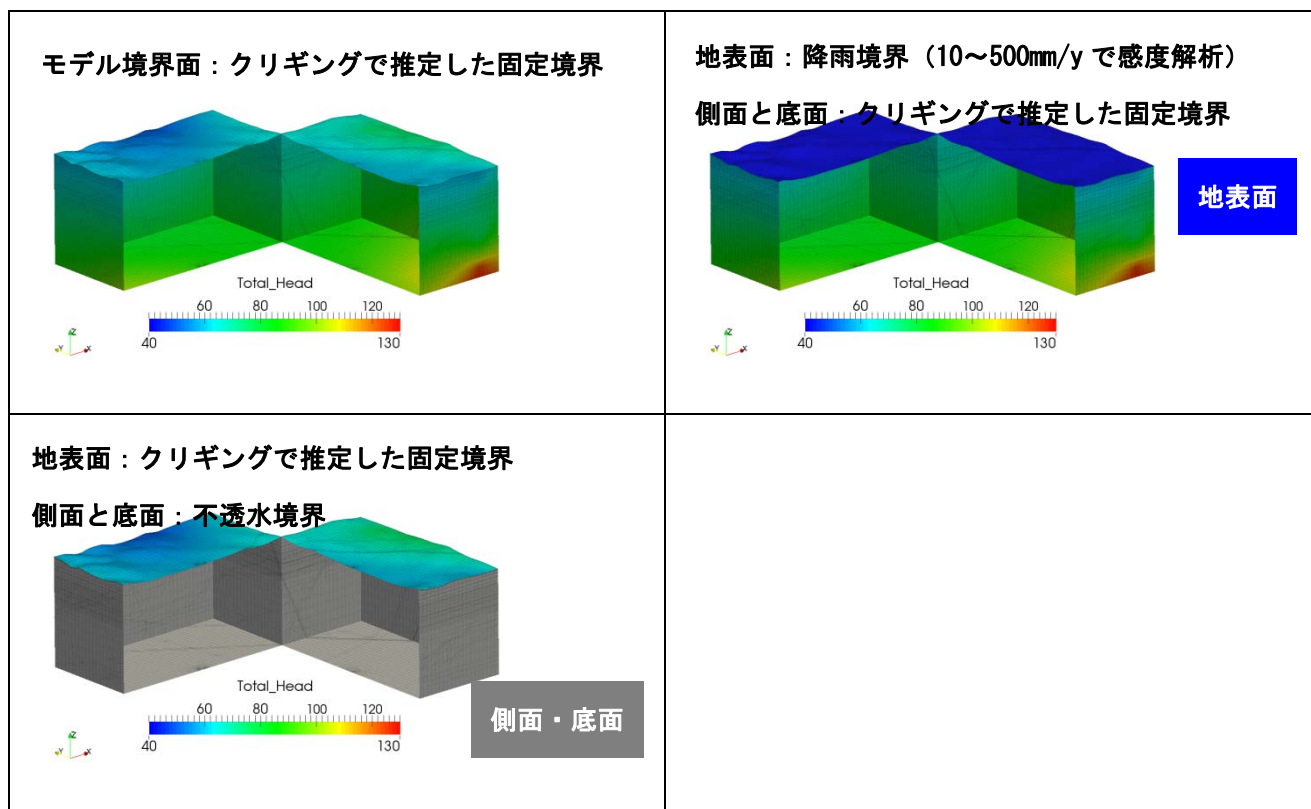 モデル境界面：クリギングで推定した固定境界
Total_Head
60 80 100 120
40 130
Z
Y X
地表面：降雨境界（10～500mm/y で感度解析）
側面と底面：クリギングで推定した固定境界
地表面
Total_Head
60 80 100 120
40 130
Z
Y X
地表面：クリギングで推定した固定境界
側面と底面：不透水境界
Total_Head
60 80 100 120
40 130
側面・底面
Z
Y X